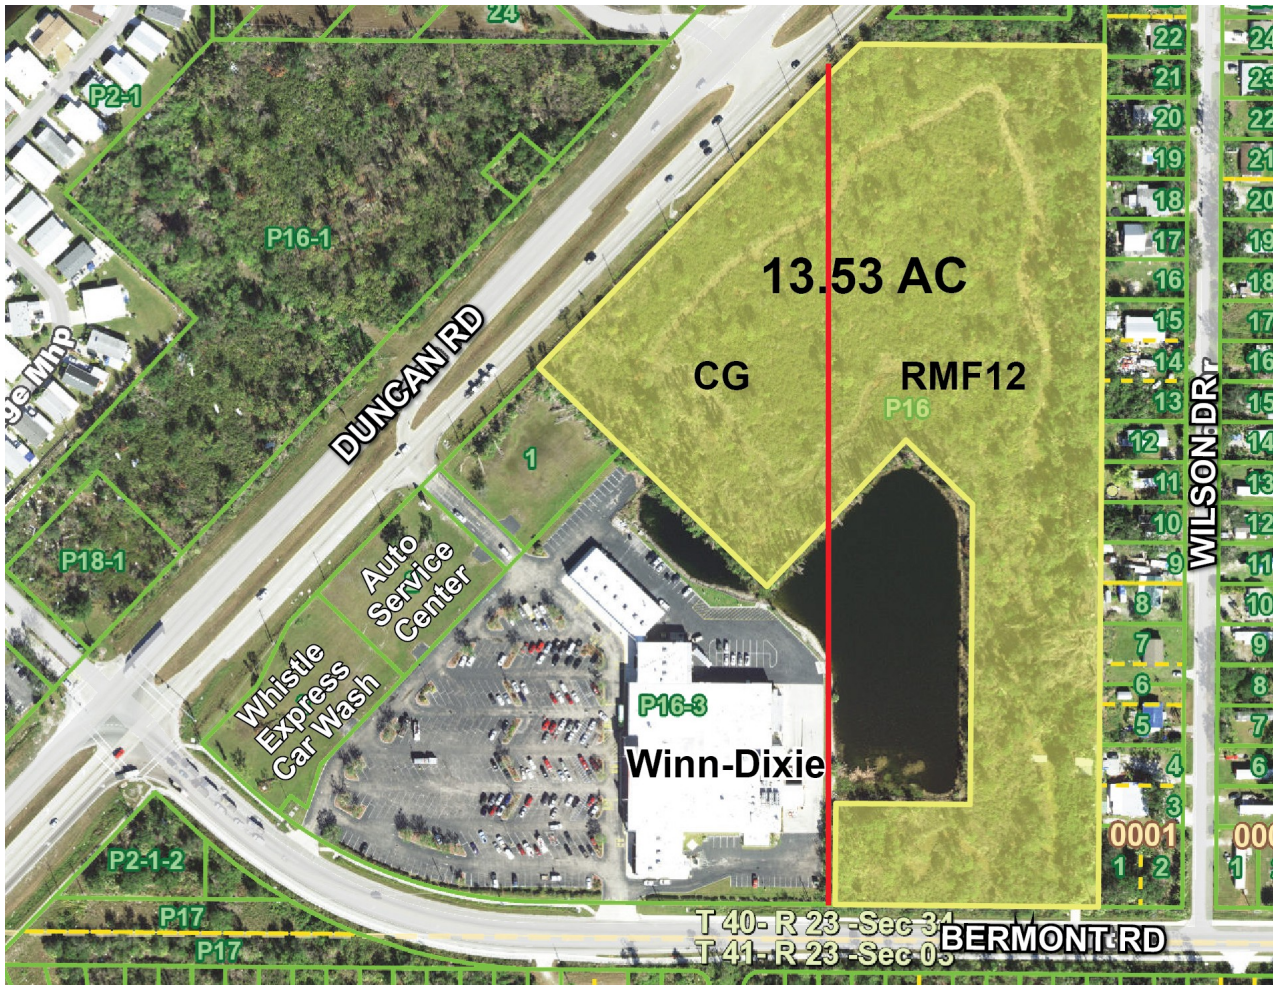 24
22
24
P2-1
21
23
20
22
19
21
18
20
P16-1
17
19
13.53 AC
16
18
15
17
DUNCAN RD
ge Mhp
14
16
CG
RMF12
P16
13
15
WILSON DR
12
14
1
11
13
10
12
P18-1
9
11
Auto
Service
Center
8
10
7
9
Whistle
Express
Car Wash
6
8
P16-3
5
7
Winn-Dixie
4
6
3
0001
000
P2-1-2
1
2
1
P17
T 40- R 23 -Sec 34
BERMONT RD
P17
T 41- R 23 -Sec 05